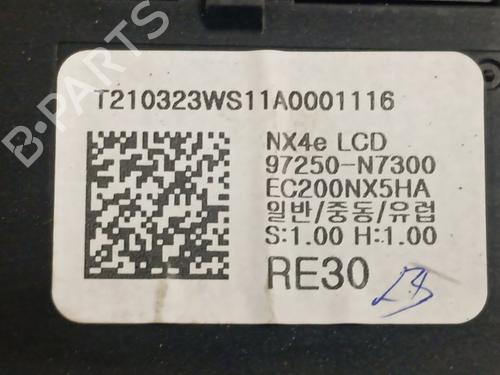 T210323WS11A0001116
NX4e LCD
97250-N7300
EC200NX5HA
일반/중동/유럽
S:1.00 H:1.00
RE30
B-PARTS